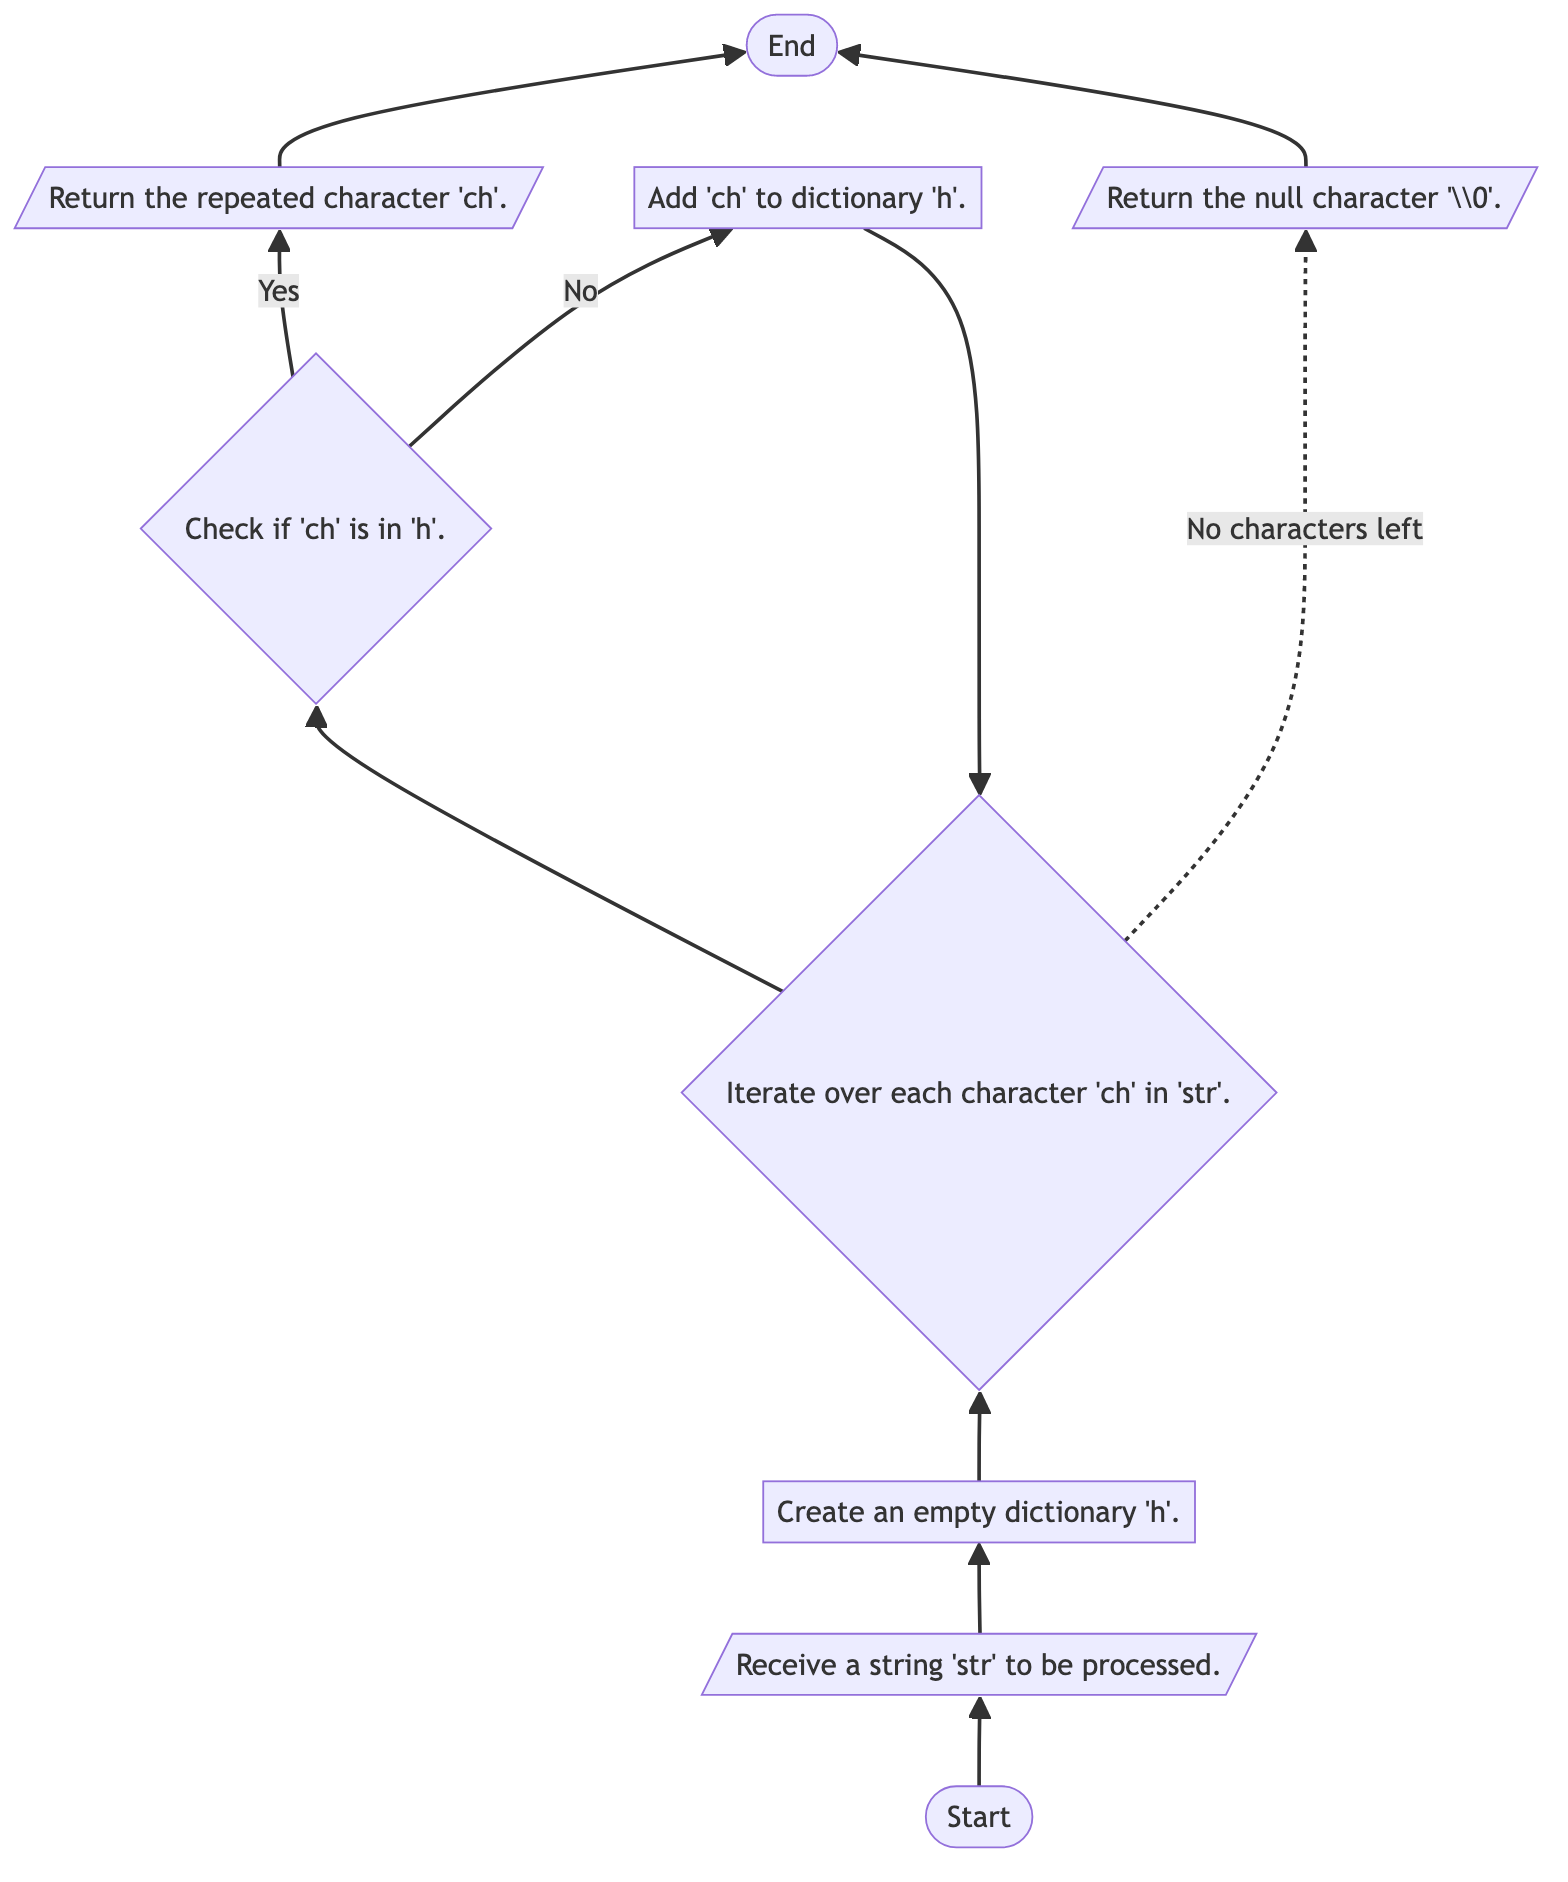 End
Return the repeated character 'ch'.
Add 'ch' to dictionary 'h'.
Return the null character '\\0'.
Yes
No
Check if 'ch' is in 'h'.
No characters left
Iterate over each character 'ch' in 'str'.
Create an empty dictionary 'h'.
Receive a string 'str' to be processed.
Start